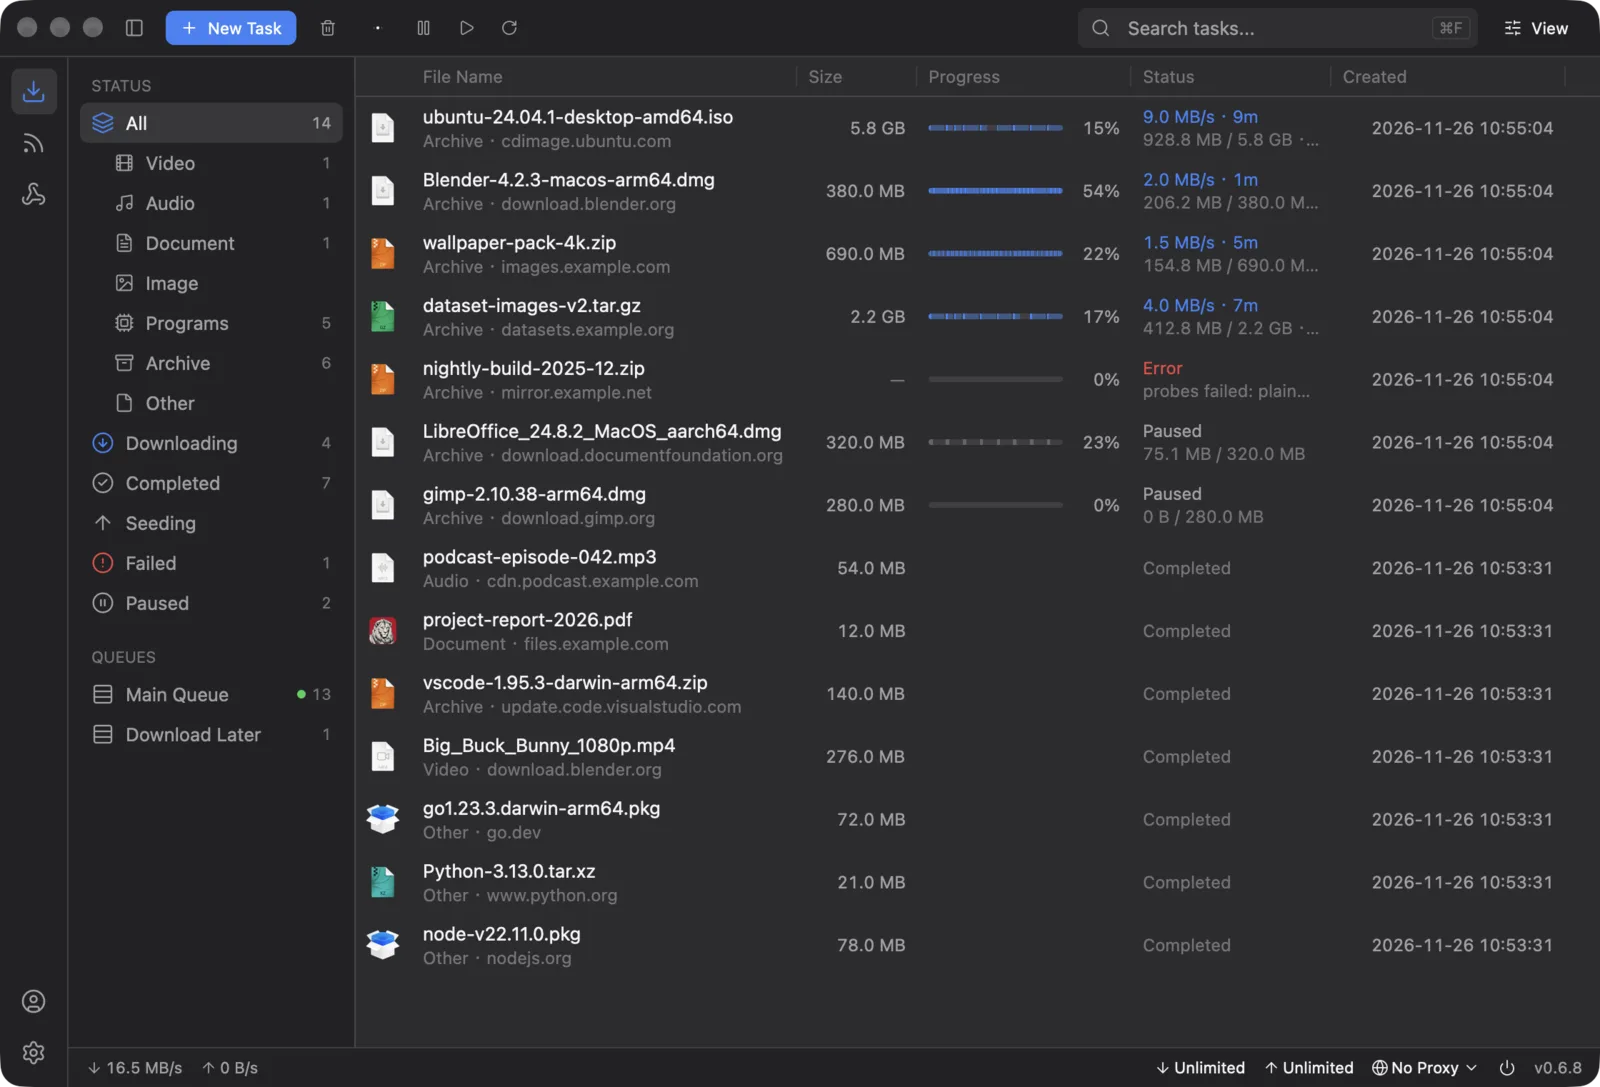 New Task
Search tasks...
⌘F
View
STATUS
All 14
Video 1
Audio 1
Document 1
Image
Programs 5
Archive 6
Other
Downloading 4
Completed 7
Seeding
Failed 1
Paused 2
QUEUES
Main Queue 13
Download Later 1
File Name Size Progress Status Created
ubuntu-24.04.1-desktop-amd64.iso
Archive · cdimage.ubuntu.com
5.8 GB 15%
9.0 MB/s · 9m
928.8 MB / 5.8 GB ·...
2026-11-26 10:55:04
Blender-4.2.3-macos-arm64.dmg
Archive · download.blender.org
380.0 MB 54%
2.0 MB/s · 1m
206.2 MB / 380.0 M...
2026-11-26 10:55:04
wallpaper-pack-4k.zip
Archive · images.example.com
690.0 MB 22%
1.5 MB/s · 5m
154.8 MB / 690.0 M...
2026-11-26 10:55:04
dataset-images-v2.tar.gz
Archive · datasets.example.org
2.2 GB 17%
4.0 MB/s · 7m
412.8 MB / 2.2 GB ·...
2026-11-26 10:55:04
nightly-build-2025-12.zip
Archive · mirror.example.net
— 0%
Error
probes failed: plain...
2026-11-26 10:55:04
LibreOffice_24.8.2_MacOS_aarch64.dmg
Archive · download.documentfoundation.org
320.0 MB 23%
Paused
75.1 MB / 320.0 MB
2026-11-26 10:55:04
gimp-2.10.38-arm64.dmg
Archive · download.gimp.org
280.0 MB 0%
Paused
0 B / 280.0 MB
2026-11-26 10:55:04
podcast-episode-042.mp3
Audio · cdn.podcast.example.com
54.0 MB Completed 2026-11-26 10:53:31
project-report-2026.pdf
Document · files.example.com
12.0 MB Completed 2026-11-26 10:53:31
vscode-1.95.3-darwin-arm64.zip
Archive · update.code.visualstudio.com
140.0 MB Completed 2026-11-26 10:53:31
Big_Buck_Bunny_1080p.mp4
Video · download.blender.org
276.0 MB Completed 2026-11-26 10:53:31
go1.23.3.darwin-arm64.pkg
Other · go.dev
72.0 MB Completed 2026-11-26 10:53:31
Python-3.13.0.tar.xz
Other · www.python.org
21.0 MB Completed 2026-11-26 10:53:31
node-v22.11.0.pkg
Other · nodejs.org
78.0 MB Completed 2026-11-26 10:53:31
↓ 16.5 MB/s ↑ 0 B/s
↓ Unlimited ↑ Unlimited No Proxy v0.6.8